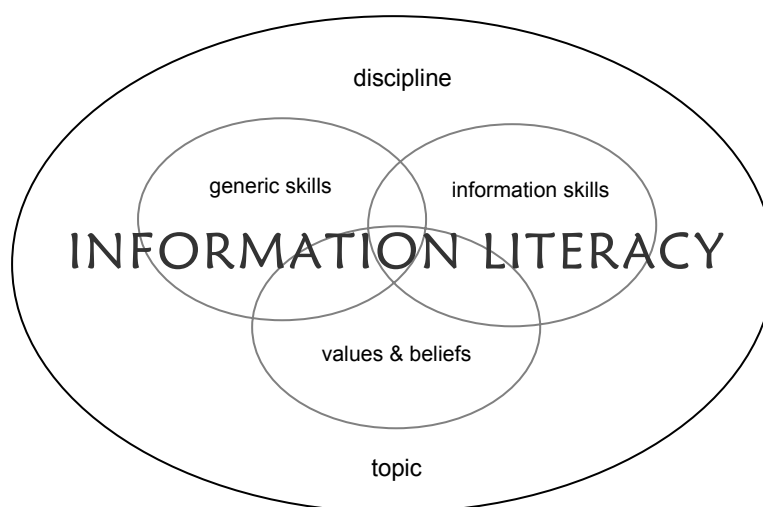 discipline
generic skills
information skills
INFORMATION LITERACY
values & beliefs
topic